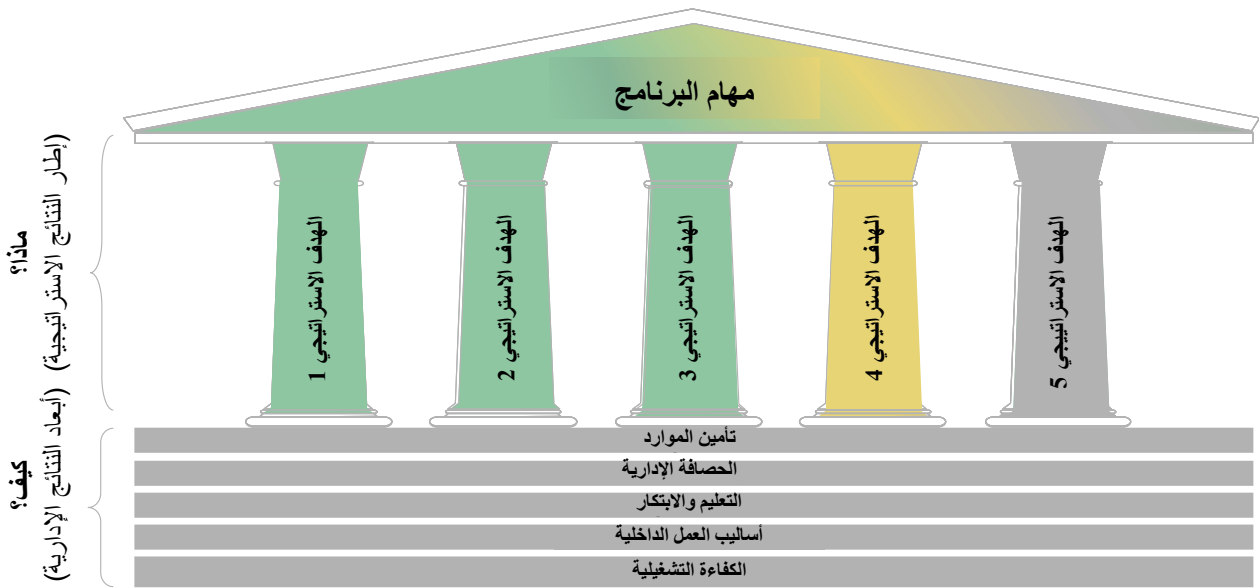 مهام البرنامج
ماذا؟
(إطار النتائج الاستراتيجية)
الهدف الاستراتيجي 1
الهدف الاستراتيجي 2
الهدف الاستراتيجي 3
الهدف الاستراتيجي 4
الهدف الاستراتييجي 5
كيف؟
(أبعاد النتائج الإدارية)
تأمين الموارد
الحصافة الإدارية
التعليم والابتكار
أساليب العمل الداخلية
الكفاءة التشغيلية